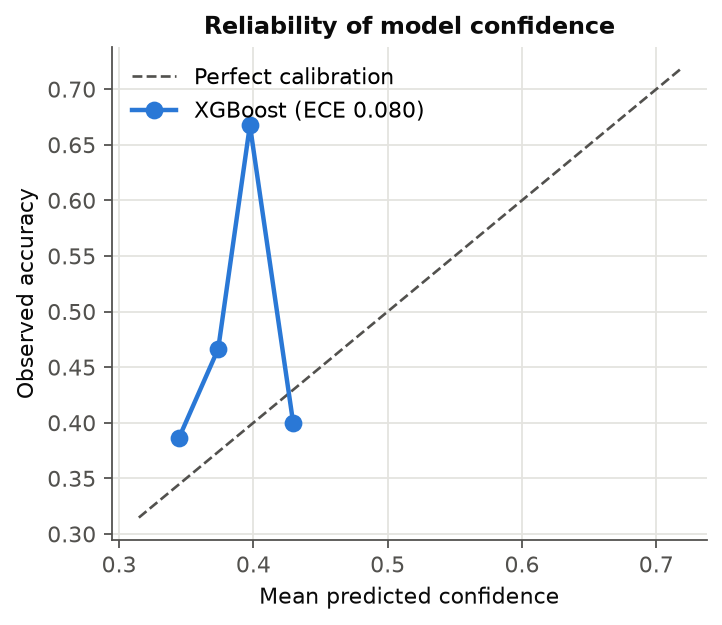 Reliability of model confidence
Perfect calibration
XGBoost (ECE 0.080)
Observed accuracy
0.70
0.65
0.60
0.55
0.50
0.45
0.40
0.35
0.30
0.3 0.4 0.5 0.6 0.7
Mean predicted confidence